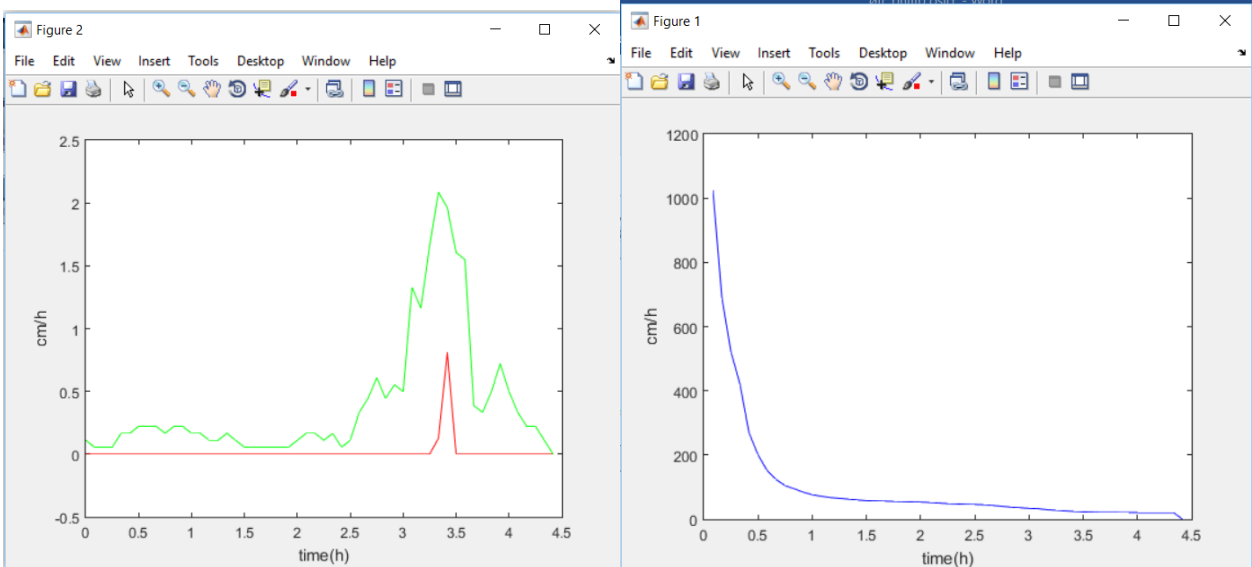 Figure 2
File Edit View Insert Tools Desktop Window Help
2.5
2
1.5
1
0.5
0
-0.5
cm/h
0 0.5 1 1.5 2 2.5 3 3.5 4 4.5
time(h)
Figure 1
File Edit View Insert Tools Desktop Window Help
1200
1000
800
600
400
200
0
cm/h
0 0.5 1 1.5 2 2.5 3 3.5 4 4.5
time(h)